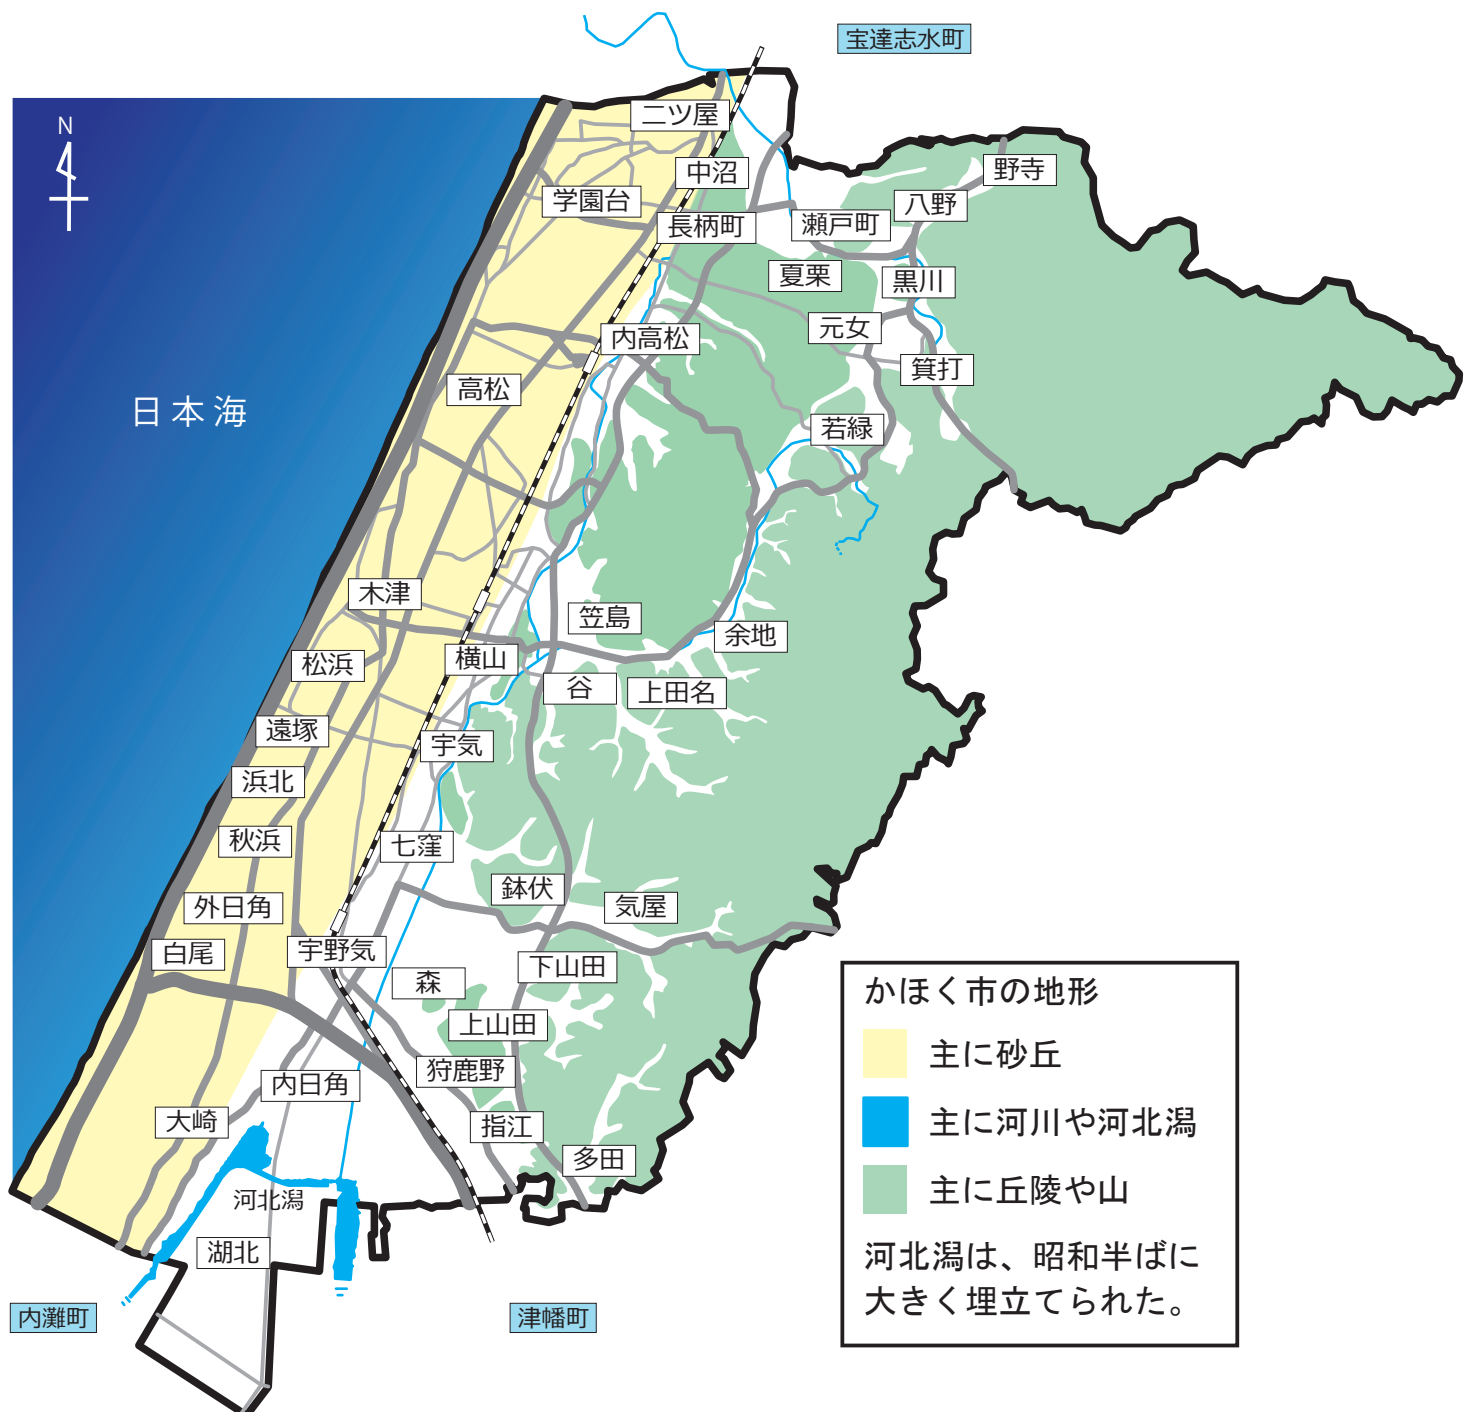 宝達志水町
N
二ツ屋
中沼
野寺
学園台
八野
長柄町
瀬戸町
夏栗
黒川
元女
内高松
箕打
高松
日本海
若緑
木津
笠島
余地
松浜
横山
谷
上田名
遠塚
宇気
浜北
秋浜
七窪
鉢伏
気屋
外日角
白尾
宇野気
下山田
森
上山田
狩鹿野
内日角
大崎
指江
多田
河北潟
湖北
内灘町
津幡町
かほく市の地形
主に砂丘
主に河川や河北潟
主に丘陵や山
河北潟は、昭和半ばに
大きく埋立てられた。